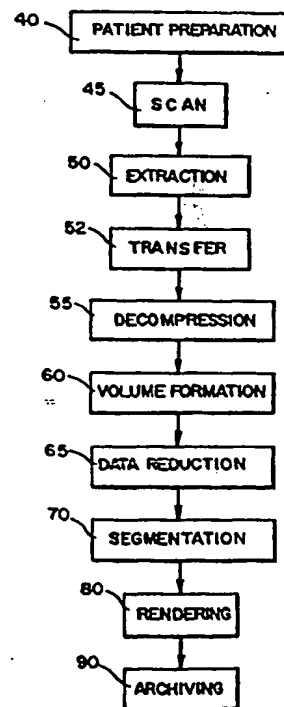 40 PATIENT PREPARATION
45 SCAN
50 EXTRACTION
52 TRANSFER
55 DECOMPRESSION
60 VOLUME FORMATION
65 DATA REDUCTION
70 SEGMENTATION
80 RENDERING
90 ARCHIVING